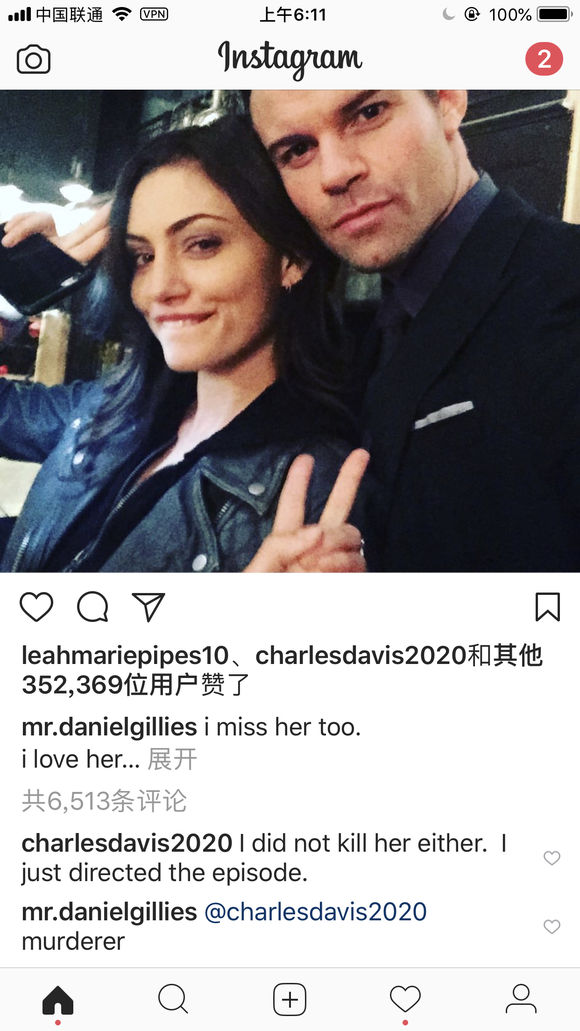 中国联通 VPN 上午6:11 100%
Instagram 2
leahmariepipes10、charlesdavis2020和其他
352,369位用户赞了
mr.danielgillies i miss her too.
i love her... 展开
共6,513条评论
charlesdavis2020 I did not kill her either. I
just directed the episode.
mr.danielgillies @charlesdavis2020
murderer